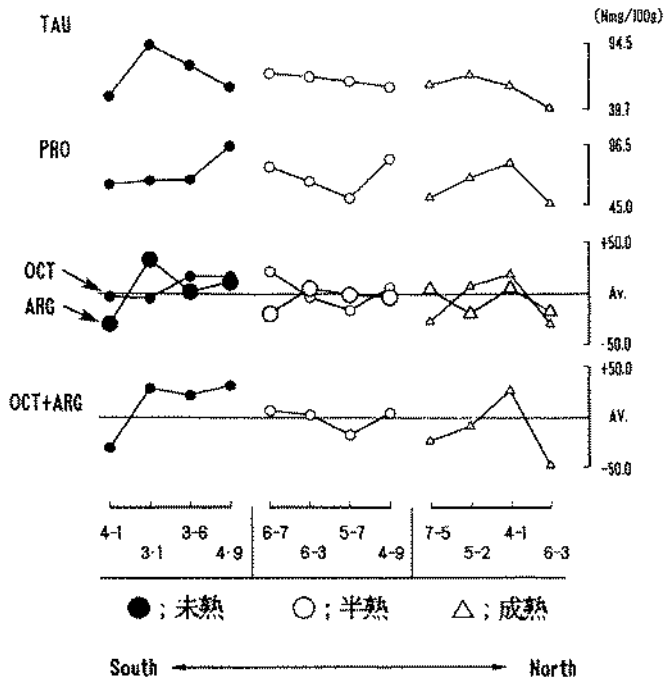 (Nmg/100g)
TAU
94.5
39.7
PRO
96.5
45.0
OCT
ARG
+50.0
Av.
-50.0
OCT+ARG
+50.0
AV.
-50.0
4-1 3-6 6-7 5-7 7-5 4-1
3-1 4-9 6-3 4-9 5-2 6-3
●;未熟 ○;半熟 △;成熟
South North